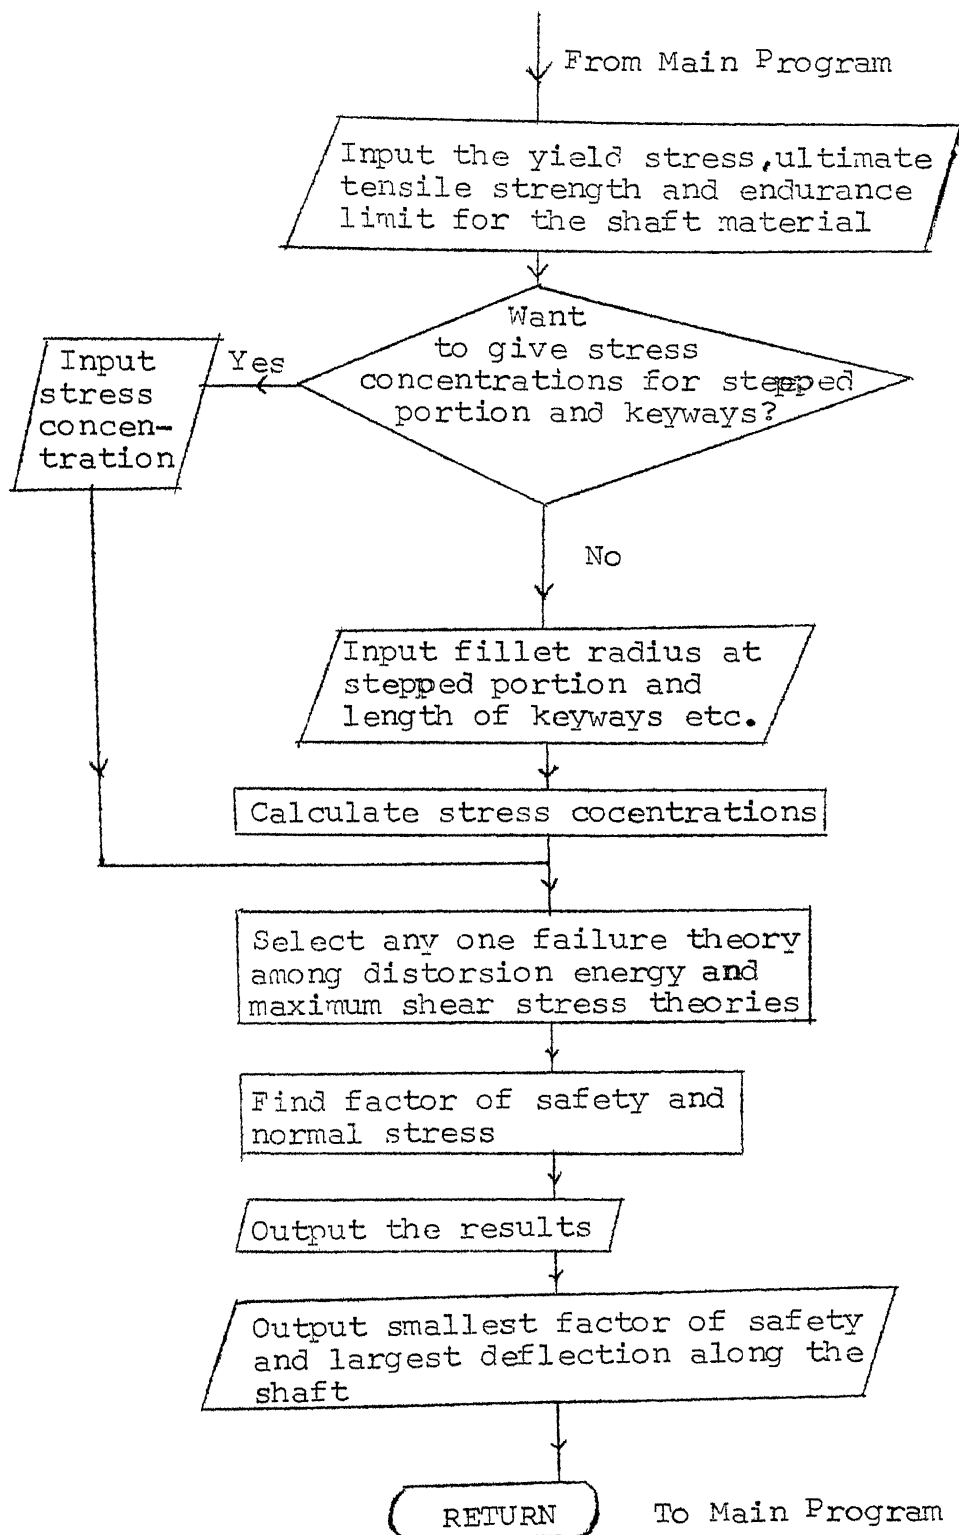 From Main Program
Input the yield stress,ultimate
tensile strength and endurance
limit for the shaft material
Want
to give stress
concentrations for stepped
portion and keyways?
Yes
Input
stress
concen-
tration
No
Input fillet radius at
stepped portion and
length of keyways etc.
Calculate stress cocentrations
Select any one failure theory
among distorsion energy and
maximum shear stress theories
Find factor of safety and
normal stress
Output the results
Output smallest factor of safety
and largest deflection along the
shaft
RETURN
To Main Program